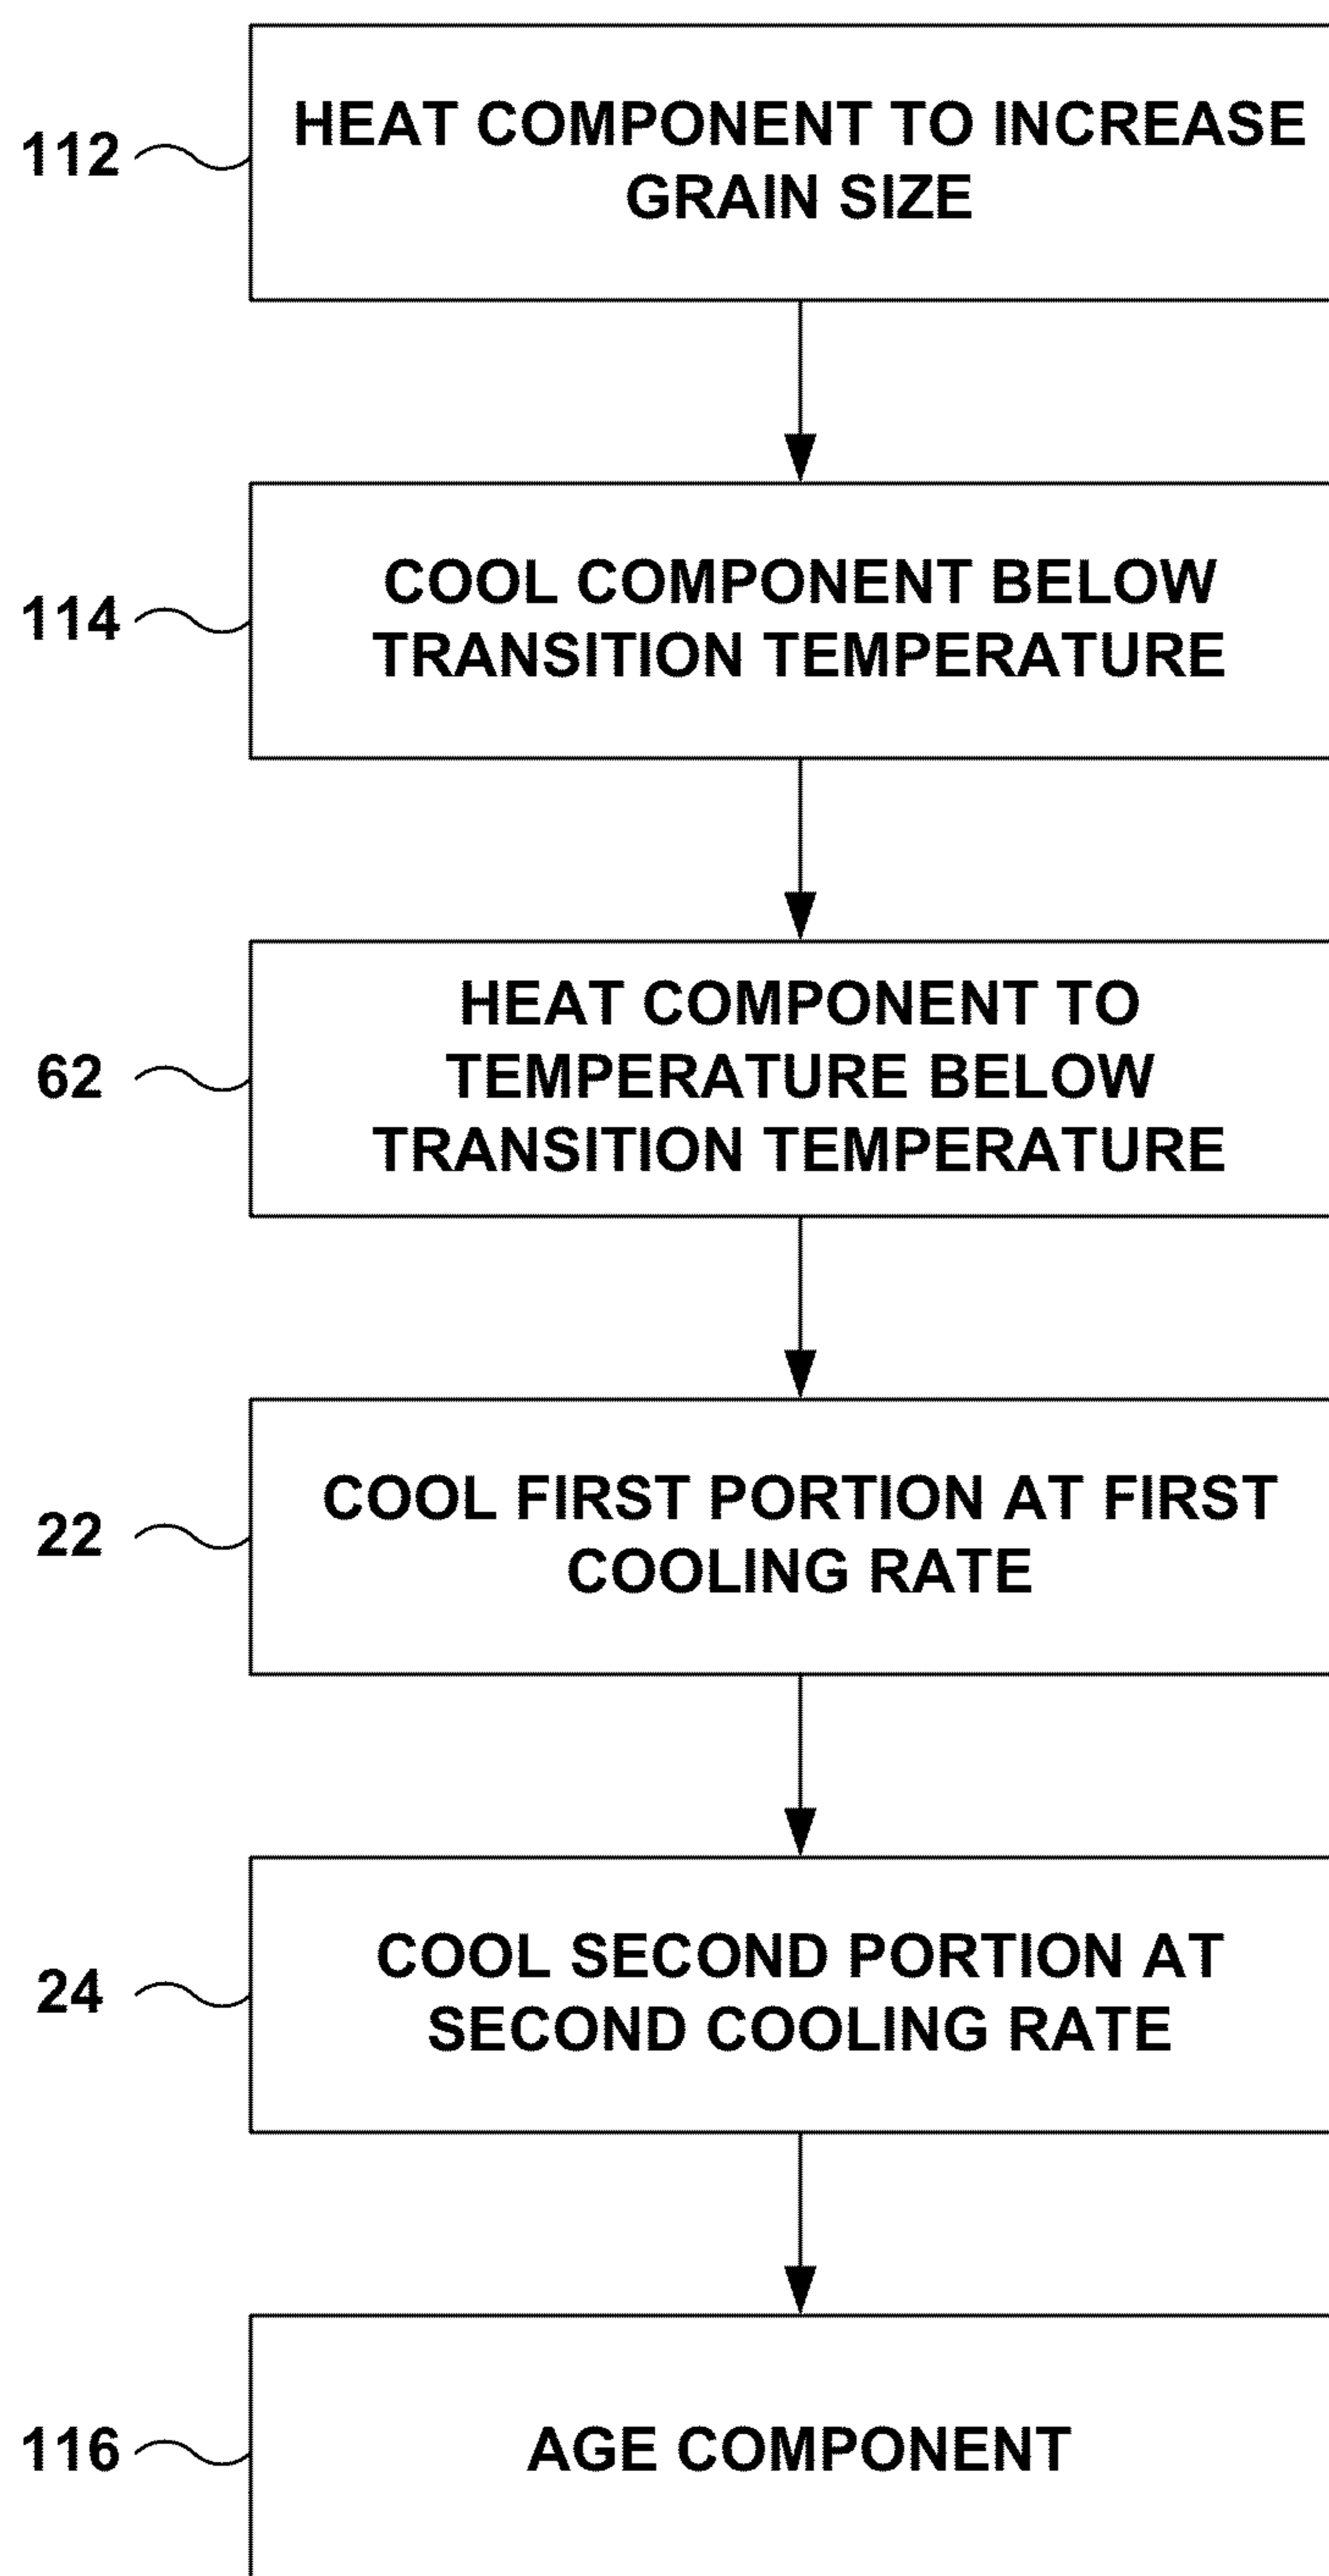 112
HEAT COMPONENT TO INCREASE
GRAIN SIZE
114
COOL COMPONENT BELOW
TRANSITION TEMPERATURE
62
HEAT COMPONENT TO
TEMPERATURE BELOW
TRANSITION TEMPERATURE
22
COOL FIRST PORTION AT FIRST
COOLING RATE
24
COOL SECOND PORTION AT
SECOND COOLING RATE
116
AGE COMPONENT